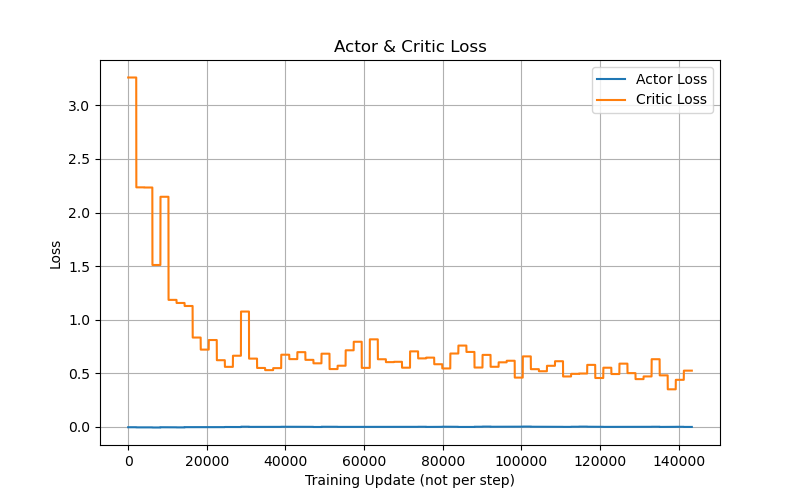 Actor & Critic Loss
Actor Loss
Critic Loss
Loss
3.0
2.5
2.0
1.5
1.0
0.5
0.0
0 20000 40000 60000 80000 100000 120000 140000
Training Update (not per step)